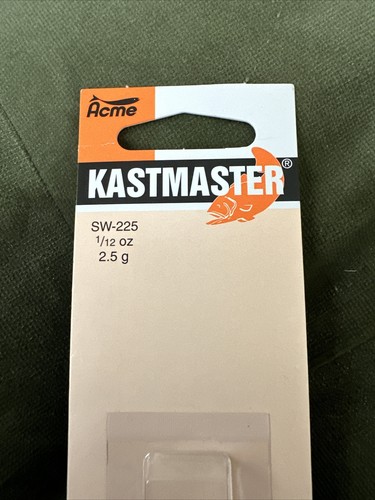 Acme
KASTMASTER®
SW-225
1/12 oz
2.5 g